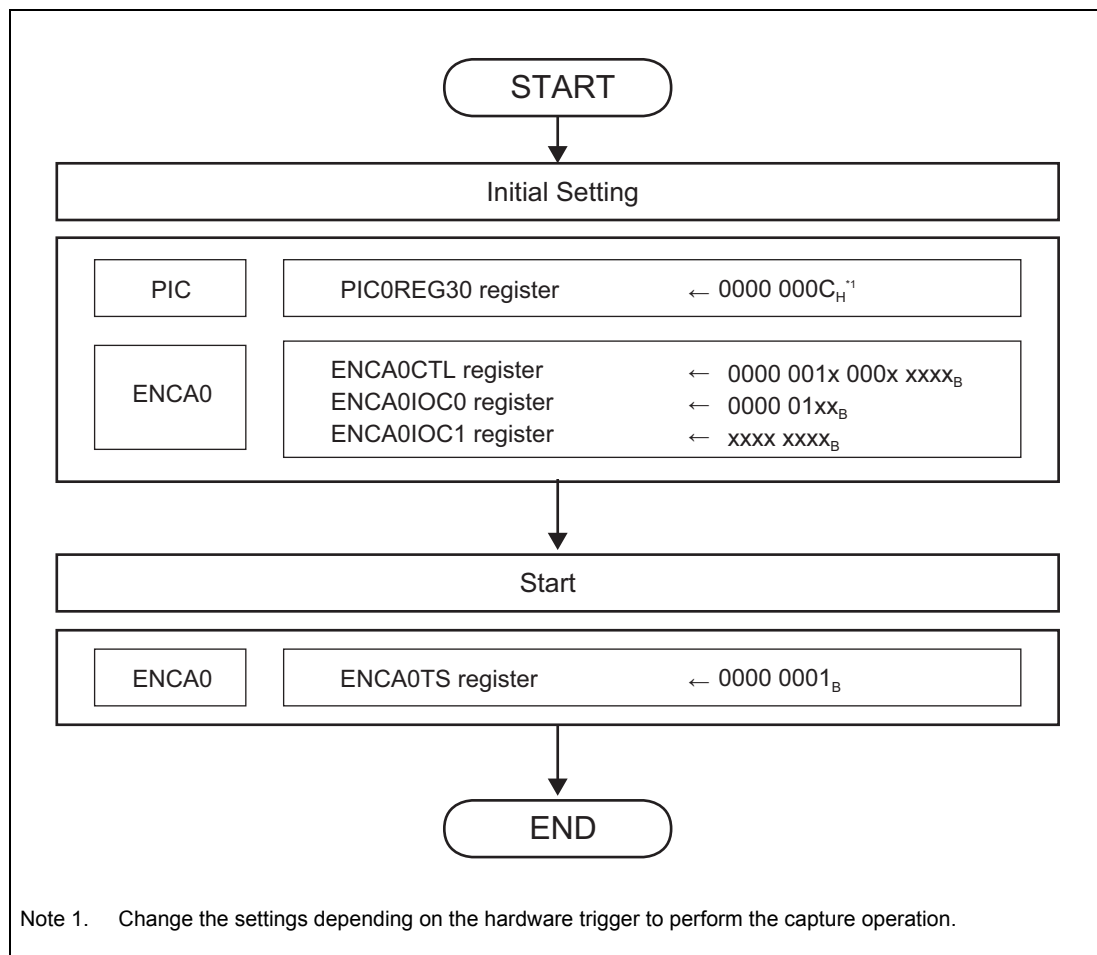 START
Initial Setting
PIC PIC0REG30 register ← 0000 000CH*1
ENCA0 ENCA0CTL register ← 0000 001x 000x xxxxB
ENCA0IOC0 register ← 0000 01xxB
ENCA0IOC1 register ← xxxx xxxxB
Start
ENCA0 ENCA0TS register ← 0000 0001B
END
Note 1. Change the settings depending on the hardware trigger to perform the capture operation.